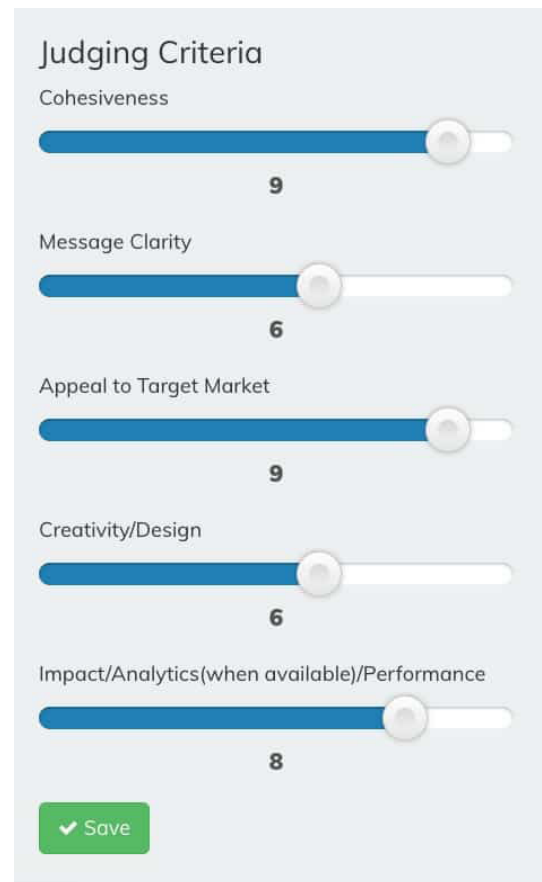 Judging Criteria
Cohesiveness
9
Message Clarity
6
Appeal to Target Market
9
Creativity/Design
6
Impact/Analytics(when available)/Performance
8
Save